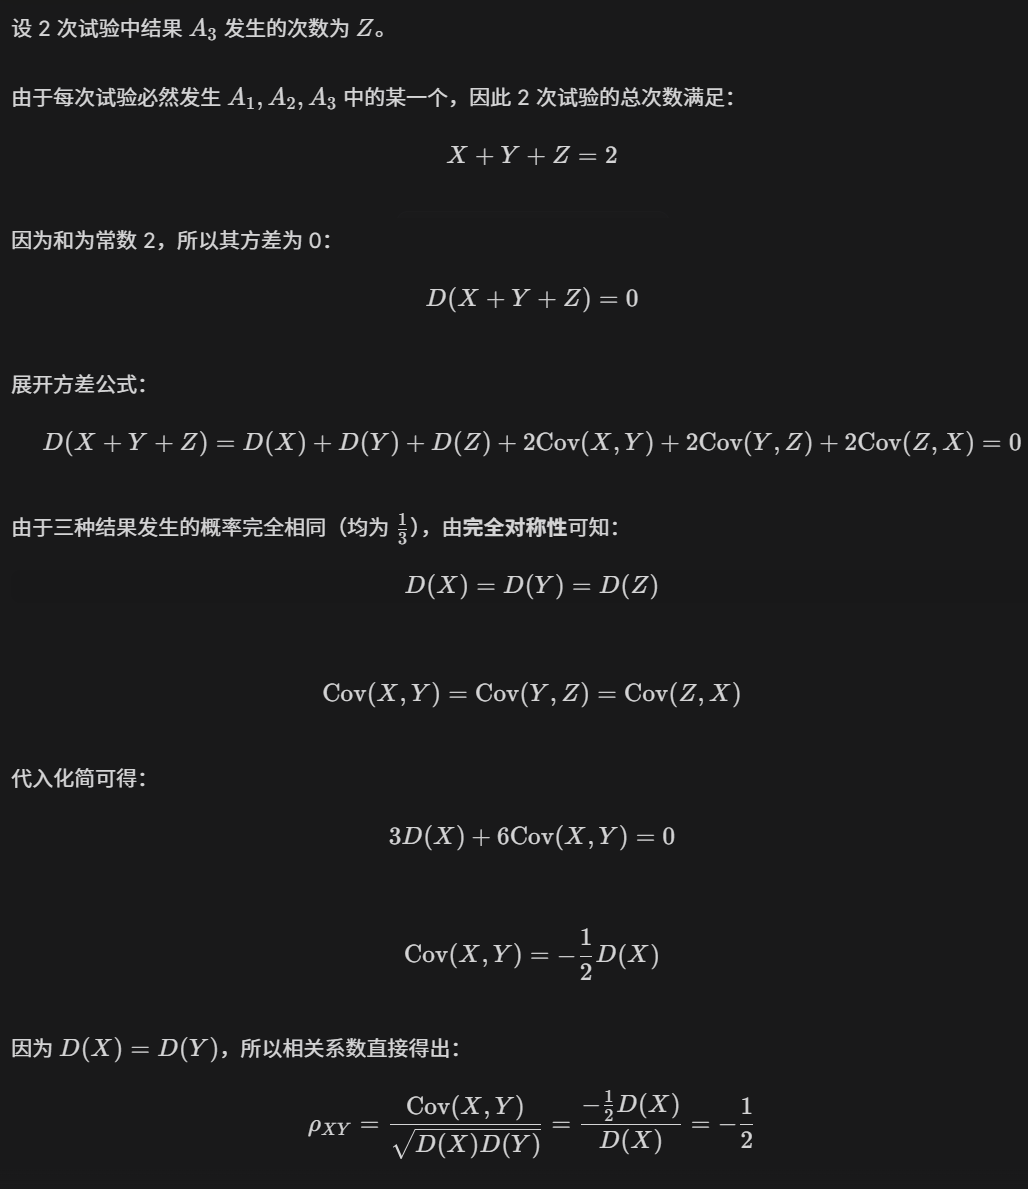 设 2 次试验中结果 A₃ 发生的次数为 Z。
由于每次试验必然发生 A₁, A₂, A₃ 中的某一个，因此 2 次试验的总次数满足：
X + Y + Z = 2
因为和为常数 2，所以其方差为 0：
D(X + Y + Z) = 0
展开方差公式：
D(X + Y + Z) = D(X) + D(Y) + D(Z) + 2Cov(X, Y) + 2Cov(Y, Z) + 2Cov(Z, X) = 0
由于三种结果发生的概率完全相同（均为 1/3），由完全对称性可知：
D(X) = D(Y) = D(Z)
Cov(X, Y) = Cov(Y, Z) = Cov(Z, X)
代入化简可得：
3D(X) + 6Cov(X, Y) = 0
Cov(X, Y) = −1/2 D(X)
因为 D(X) = D(Y)，所以相关系数直接得出：
ρ_XY = Cov(X, Y)/√(D(X)D(Y)) = (−1/2 D(X))/D(X) = −1/2